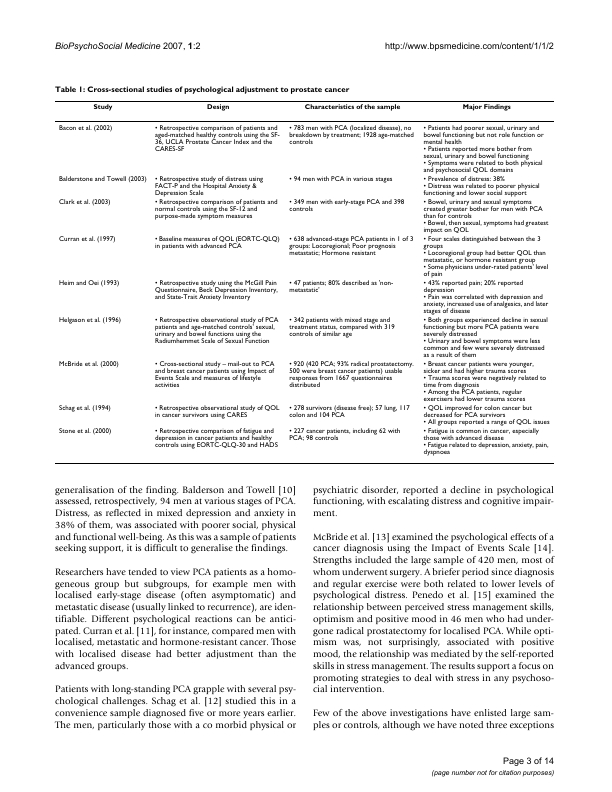 BioPsychoSocial Medicine 2007, 1:2
http://www.bpsmedicine.com/content/1/1/2
Table 1: Cross-sectional studies of psychological adjustment to prostate cancer
Study
Design
Characteristics of the sample
Major Findings
Bacon et al. (2002)
• Retrospective comparison of patients and
aged-matched healthy controls using the SF-
36, UCLA Prostate Cancer Index and the
CARES-SF
• 783 men with PCA (localized disease), no
breakdown by treatment; 1928 age-matched
controls
• Patients had poorer sexual, urinary and
bowel functioning but not role function or
mental health
• Patients reported more bother from
sexual, urinary and bowel functioning
• Symptoms were related to both physical
and psychosocial QOL domains
Balderstone and Towell (2003)
• Retrospective study of distress using
FACT-P and the Hospital Anxiety &
Depression Scale
• 94 men with PCA in various stages
• Prevalence of distress: 38%
• Distress was related to poorer physical
functioning and lower social support
Clark et al. (2003)
• Retrospective comparison of patients and
normal controls using the SF-12 and
purpose-made symptom measures
• 349 men with early-stage PCA and 398
controls
• Bowel, urinary and sexual symptoms
created greater bother for men with PCA
than for controls
• Bowel, then sexual, symptoms had greatest
impact on QOL
Curran et al. (1997)
• Baseline measures of QOL (EORTC-QLQ)
in patients with advanced PCA
• 638 advanced-stage PCA patients in 1 of 3
groups: Locoregional; Poor prognosis
metastatic; Hormone resistant
• Four scales distinguished between the 3
groups
• Locoregional group had better QOL than
metastatic, or hormone resistant group
• Some physicians under-rated patients' level
of pain
Heim and Oei (1993)
• Retrospective study using the McGill Pain
Questionnaire, Beck Depression Inventory,
and State-Trait Anxiety Inventory
• 47 patients; 80% described as 'non-
metastatic'
• 43% reported pain; 20% reported
depression
• Pain was correlated with depression and
anxiety, increased use of analgesics, and later
stages of disease
Helgason et al. (1996)
• Retrospective observational study of PCA
patients and age-matched controls' sexual,
urinary and bowel functions using the
Radiumhemmet Scale of Sexual Function
• 342 patients with mixed stage and
treatment status, compared with 319
controls of similar age
• Both groups experienced decline in sexual
functioning but more PCA patients were
severely distressed
• Urinary and bowel symptoms were less
common and few were severely distressed
as a result of them
McBride et al. (2000)
• Cross-sectional study – mail-out to PCA
and breast cancer patients using Impact of
Events Scale and measures of lifestyle
activities
• 920 (420 PCA; 93% radical prostatectomy.
500 were breast cancer patients) usable
responses from 1667 questionnaires
distributed
• Breast cancer patients were younger,
sicker and had higher trauma scores
• Trauma scores were negatively related to
time from diagnosis
• Among the PCA patients, regular
exercisers had lower trauma scores
Schag et al. (1994)
• Retrospective observational study of QOL
in cancer survivors using CARES
• 278 survivors (disease free); 57 lung, 117
colon and 104 PCA
• QOL improved for colon cancer but
decreased for PCA survivors
• All groups reported a range of QOL issues
Stone et al. (2000)
• Retrospective comparison of fatigue and
depression in cancer patients and healthy
controls using EORTC-QLQ-30 and HADS
• 227 cancer patients, including 62 with
PCA; 98 controls
• Fatigue is common in cancer, especially
those with advanced disease
• Fatigue related to depression, anxiety, pain,
dyspnoea
generalisation of the finding. Balderson and Towell [10]
assessed, retrospectively, 94 men at various stages of PCA.
Distress, as reflected in mixed depression and anxiety in
38% of them, was associated with poorer social, physical
and functional well-being. As this was a sample of patients
seeking support, it is difficult to generalise the findings.
Researchers have tended to view PCA patients as a homo-
geneous group but subgroups, for example men with
localised early-stage disease (often asymptomatic) and
metastatic disease (usually linked to recurrence), are iden-
tifiable. Different psychological reactions can be antici-
pated. Curran et al. [11], for instance, compared men with
localised, metastatic and hormone-resistant cancer. Those
with localised disease had better adjustment than the
advanced groups.
Patients with long-standing PCA grapple with several psy-
chological challenges. Schag et al. [12] studied this in a
convenience sample diagnosed five or more years earlier.
The men, particularly those with a co morbid physical or
psychiatric disorder, reported a decline in psychological
functioning, with escalating distress and cognitive impair-
ment.
McBride et al. [13] examined the psychological effects of a
cancer diagnosis using the Impact of Events Scale [14].
Strengths included the large sample of 420 men, most of
whom underwent surgery. A briefer period since diagnosis
and regular exercise were both related to lower levels of
psychological distress. Penedo et al. [15] examined the
relationship between perceived stress management skills,
optimism and positive mood in 46 men who had under-
gone radical prostatectomy for localised PCA. While opti-
mism was, not surprisingly, associated with positive
mood, the relationship was mediated by the self-reported
skills in stress management. The results support a focus on
promoting strategies to deal with stress in any psychoso-
cial intervention.
Few of the above investigations have enlisted large sam-
ples or controls, although we have noted three exceptions
Page 3 of 14
(page number not for citation purposes)